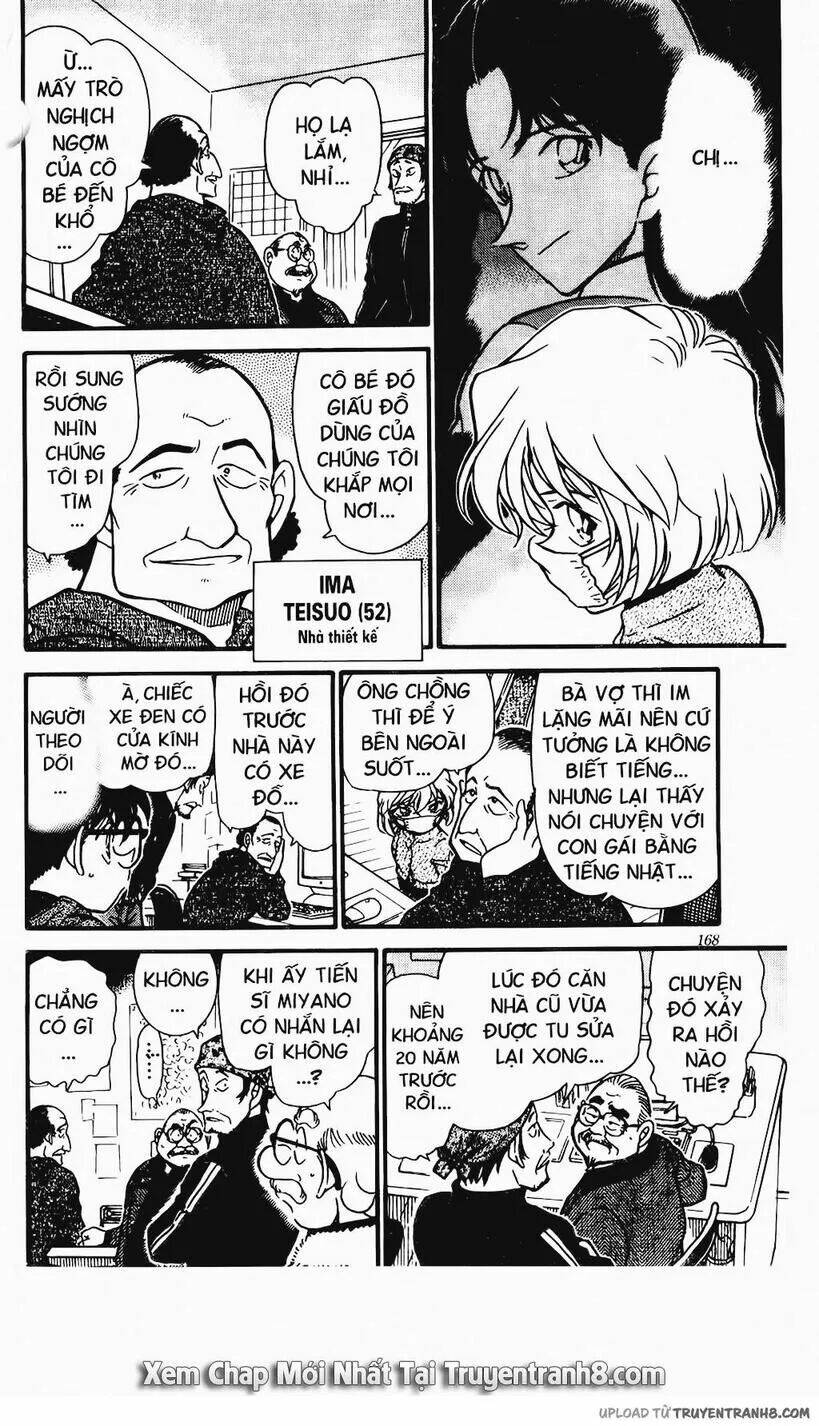 CHỊ...
HỌ LẠ
LẮM,
NHỈ...
Ừ...
MẤY TRÒ
NGHỊCH
NGỢM
CỦA CÔ
BÉ ĐẾN
KHỔ
...
CÔ BÉ ĐÓ
GIẤU ĐỒ
DÙNG CỦA
CHÚNG TÔI
KHẮP MỌI
NƠI...
RỒI SUNG
SƯỚNG
NHÌN
CHÚNG
TÔI ĐI
TÌM
...
IMA
TEISUO (52)
Nhà thiết kế
BÀ VỢ THÌ IM
LẶNG MÃI NÊN CỨ
TƯỞNG LÀ KHÔNG
BIẾT TIẾNG...
NHƯNG LẠI THẤY
NÓI CHUYỆN VỚI
CON GÁI BẰNG
TIẾNG NHẬT...
ÔNG CHỒNG
THÌ ĐỂ Ý
BÊN NGOÀI
SUỐT...
HỒI ĐÓ
TRƯỚC
NHÀ NÀY
CÓ XE
ĐỖ...
À, CHIẾC
XE ĐEN CÓ
CỬA KÍNH
MỜ ĐÓ...
NGƯỜI
THEO
DÕI
...
168
CHUYỆN
ĐÓ XẢY
RA HỒI
NÀO
THẾ?
LÚC ĐÓ CĂN
NHÀ CŨ VỪA
ĐƯỢC TU SỬA
LẠI XONG...
NÊN
KHOẢNG
20 NĂM
TRƯỚC
RỒI...
KHI ẤY TIẾN
SĨ MIYANO
CÓ NHẮN LẠI
GÌ KHÔNG
...?
KHÔNG
...
CHẲNG
CÓ GÌ
...
Xem Chap Mới Nhất Tại Truyentranh8.com
UPLOAD TỪ TRUYENTRANH8.COM